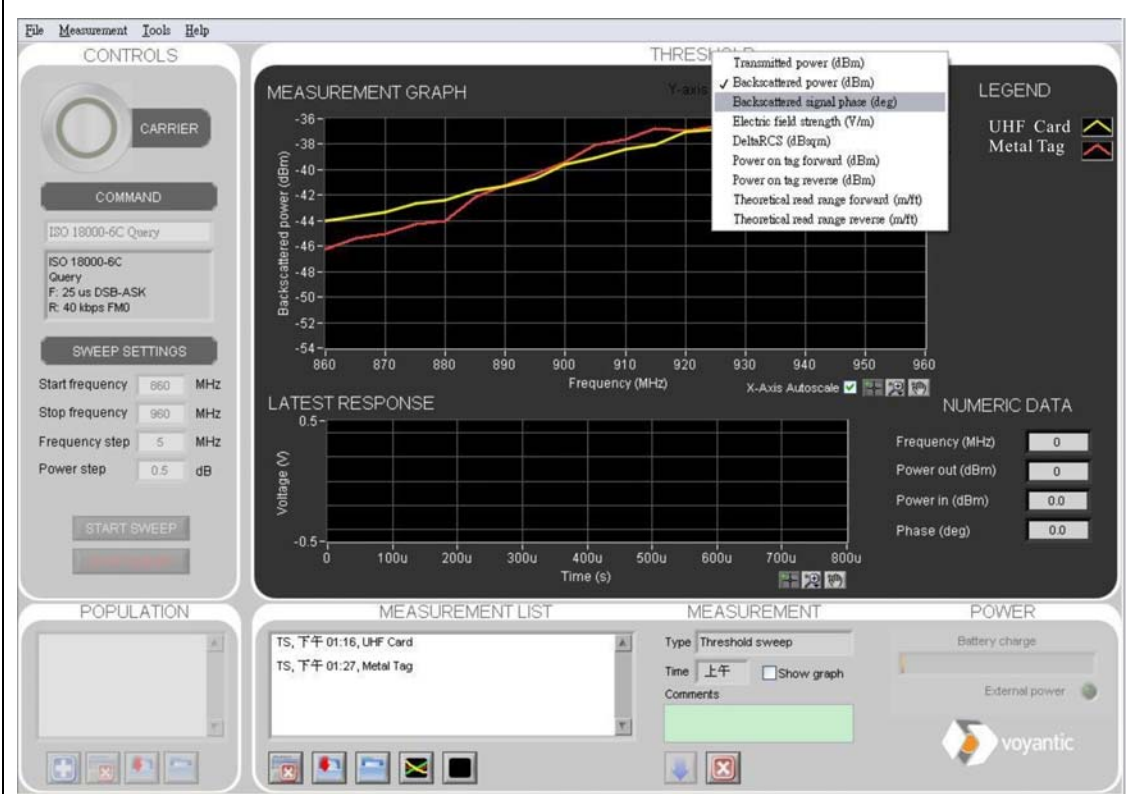 File Measurement Tools Help
CONTROLS
CARRIER
COMMAND
ISO 18000-6C Query
ISO 18000-6C
Query
F: 25 us DSB-ASK
R: 40 kbps FM0
SWEEP SETTINGS
Start frequency 860 MHz
Stop frequency 960 MHz
Frequency step 5 MHz
Power step 0.5 dB
START SWEEP
THRESHOLD
MEASUREMENT GRAPH
Y-axis
Transmitted power (dBm)
✓ Backscattered power (dBm)
Backscattered signal phase (deg)
Electric field strength (V/m)
DeltaRCS (dBsqm)
Power on tag forward (dBm)
Power on tag reverse (dBm)
Theoretical read range forward (m/ft)
Theoretical read range reverse (m/ft)
LEGEND
UHF Card
Metal Tag
Backscattered power (dBm)
-36
-38
-40
-42
-44
-46
-48
-50
-52
-54
860 870 880 890 900 910 920 930 940 950 960
Frequency (MHz)
X-Axis Autoscale
LATEST RESPONSE
Voltage (V)
0.5
-0.5
0 100u 200u 300u 400u 500u 600u 700u 800u
Time (s)
NUMERIC DATA
Frequency (MHz) 0
Power out (dBm) 0
Power in (dBm) 0.0
Phase (deg) 0.0
POPULATION
MEASUREMENT LIST
TS, 下午 01:16, UHF Card
TS, 下午 01:27, Metal Tag
MEASUREMENT
Type Threshold sweep
Time 上午 Show graph
Comments
POWER
Battery charge
External power
voyantic